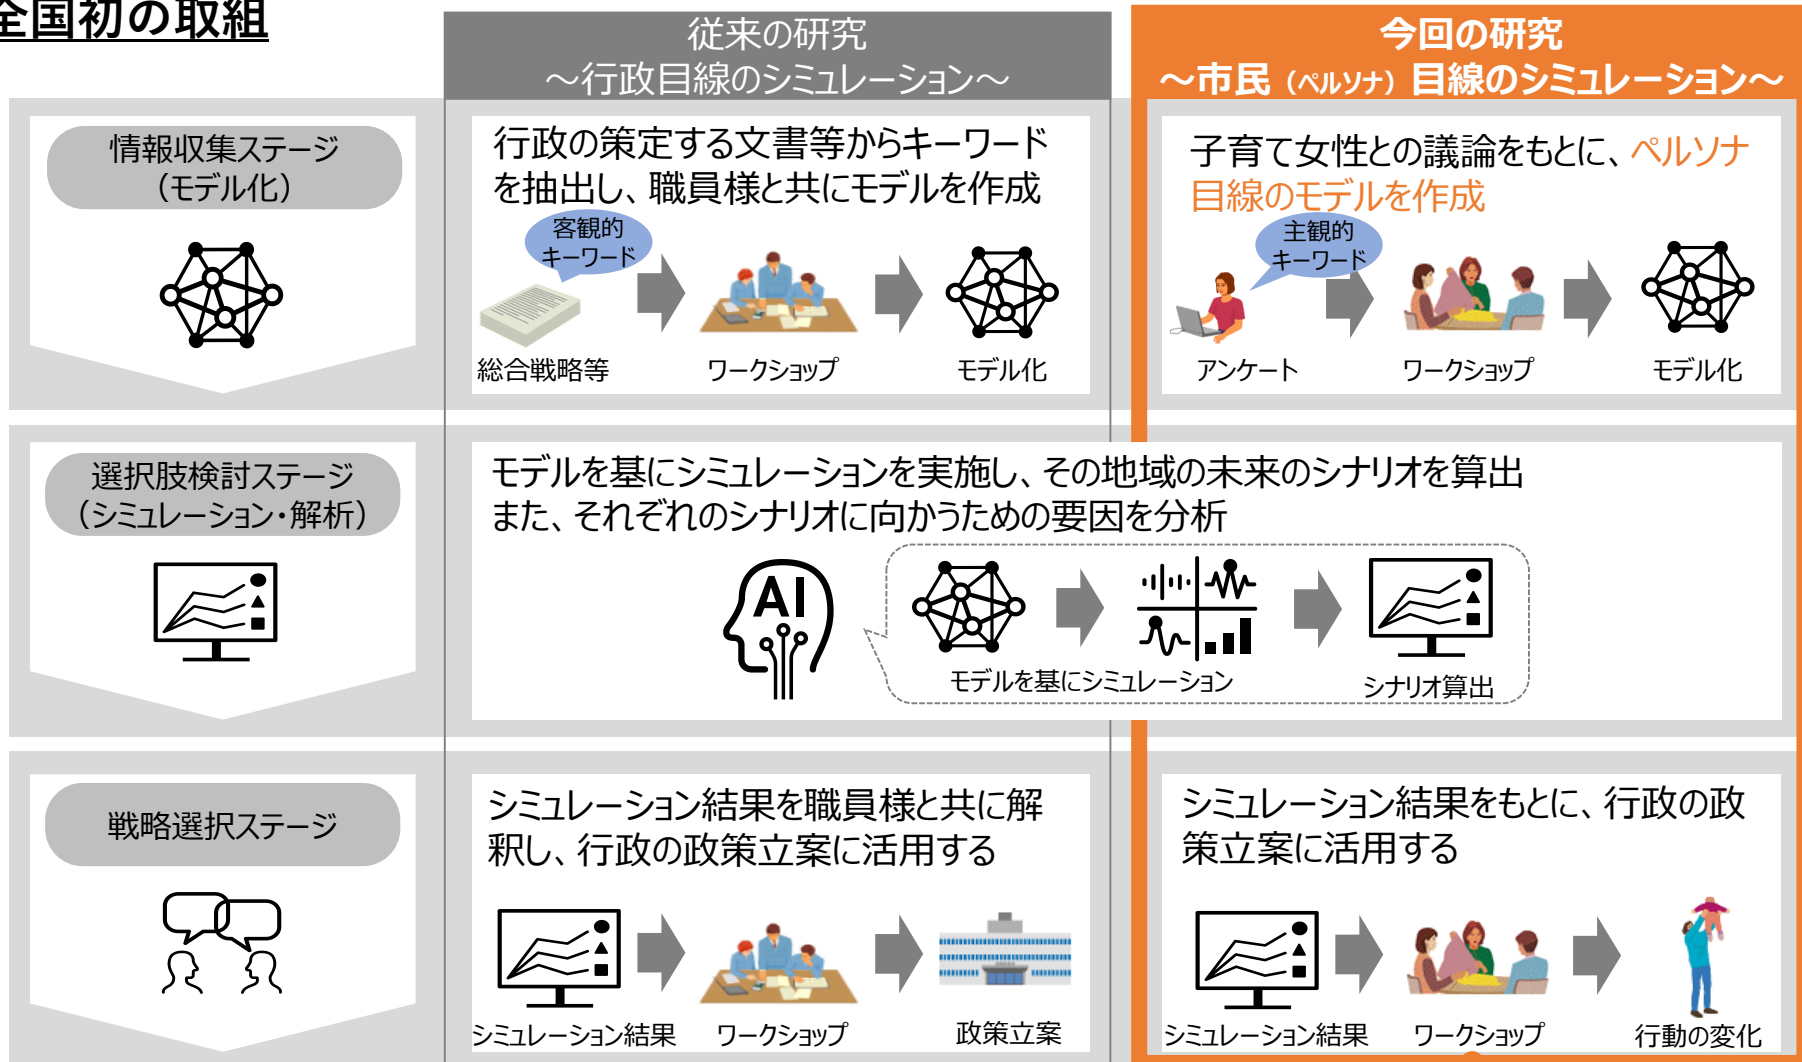 全国初の取組
従来の研究
～行政目線のシミュレーション～
今回の研究
～市民（ペルソナ）目線のシミュレーション～
情報収集ステージ
（モデル化）
行政の策定する文書等からキーワード
を抽出し、職員様と共にモデルを作成
客観的
キーワード
総合戦略等
ワークショップ
モデル化
子育て女性との議論をもとに、ペルソナ
目線のモデルを作成
主観的
キーワード
アンケート
ワークショップ
モデル化
選択肢検討ステージ
（シミュレーション・解析）
モデルを基にシミュレーションを実施し、その地域の未来のシナリオを算出
また、それぞれのシナリオに向かうための要因を分析
AI
モデルを基にシミュレーション
シナリオ算出
戦略選択ステージ
シミュレーション結果を職員様と共に解
釈し、行政の政策立案に活用する
シミュレーション結果
ワークショップ
政策立案
シミュレーション結果をもとに、行政の政
策立案に活用する
シミュレーション結果
ワークショップ
行動の変化